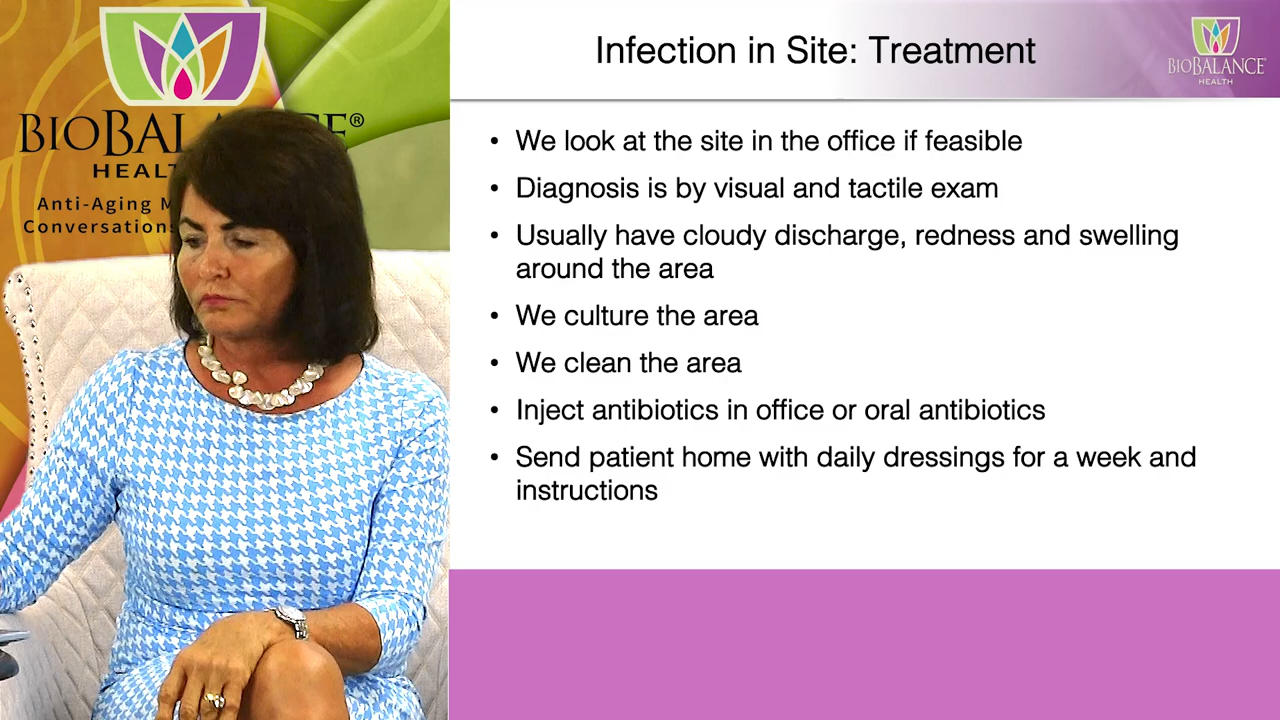 BIOBAL
CE®
HEALT
Anti-Aging M
Conversations
Infection in Site: Treatment
BIOBALANCE®
HEALTH
• We look at the site in the office if feasible
• Diagnosis is by visual and tactile exam
• Usually have cloudy discharge, redness and swelling
around the area
• We culture the area
• We clean the area
• Inject antibiotics in office or oral antibiotics
• Send patient home with daily dressings for a week and
instructions